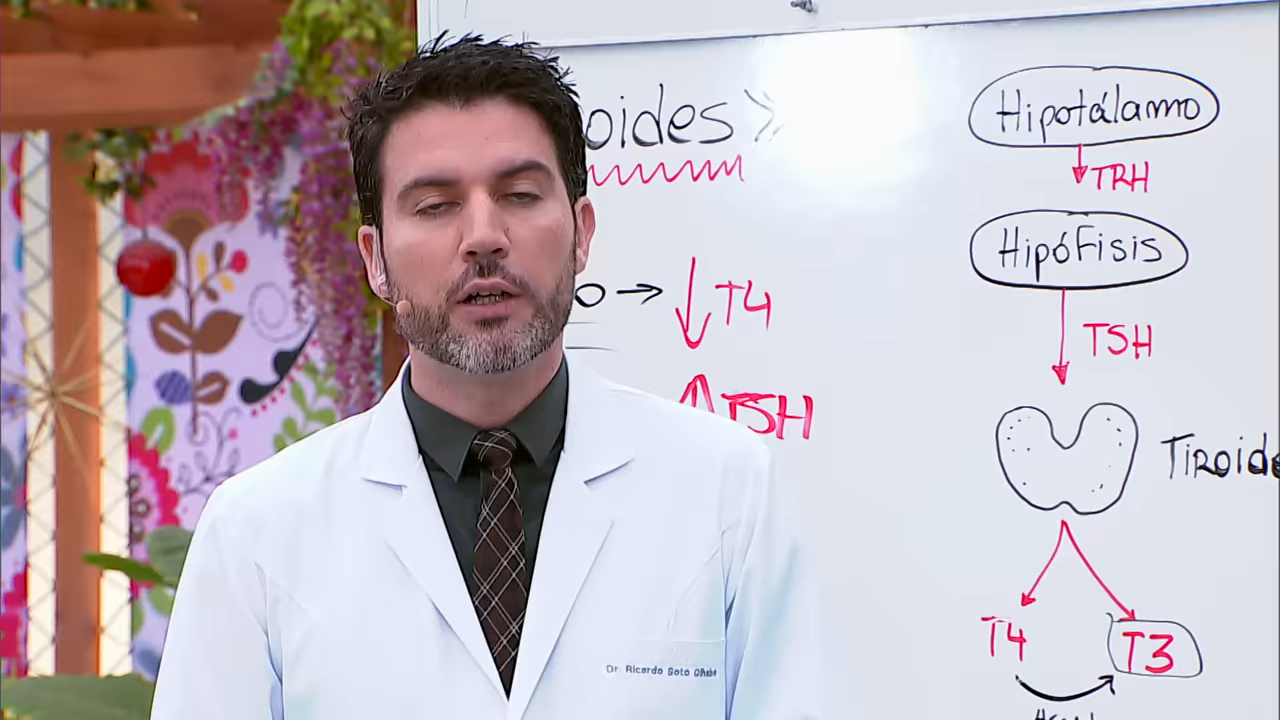 oides »
o → ↓ T4
↑ TSH
Hipotálamo
TRH
Hipófisis
TSH
Tiroide
T4
T3
Dr. Ricardo Soto